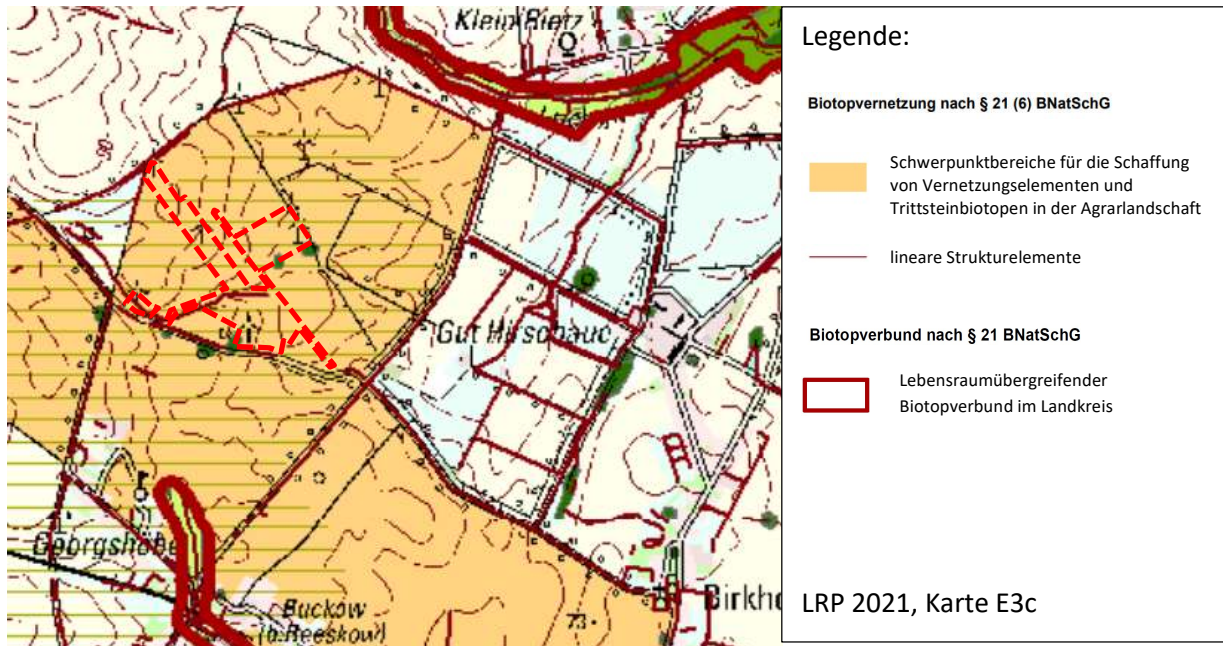 Klein Rietz
Gut Hirschaue
Georgshöhe
Buckow
(b.Beeskow)
73
Birkho
Legende:
Biotopvernetzung nach § 21 (6) BNatSchG
Schwerpunktbereiche für die Schaffung
von Vernetzungselementen und
Trittsteinbiotopen in der Agrarlandschaft
lineare Strukturelemente
Biotopverbund nach § 21 BNatSchG
Lebensraumübergreifender
Biotopverbund im Landkreis
LRP 2021, Karte E3c